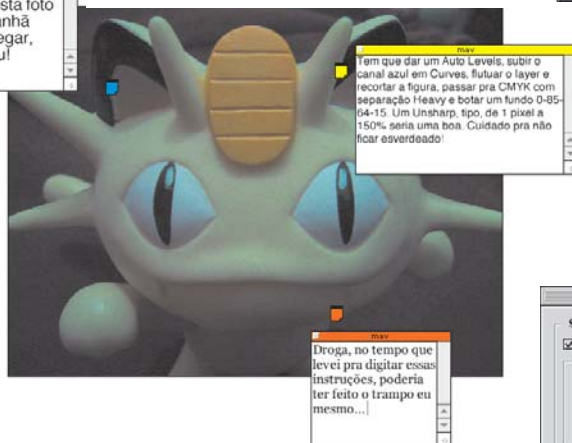 sta foto
anhã
egar,
u!
mav
Tem que dar um Auto Levels, subir o
canal azul em Curves, flutuar o layer e
recortar a figura, passar pra CMYK com
separação Heavy e botar um fundo 0-85-
64-15. Um Unsharp, tipo, de 1 pixel a
150% seria uma boa. Cuidado pra não
ficar esverdeado!
mav
Droga, no tempo que
levei pra digitar essas
instruções, poderia
ter feito o trampo eu
mesmo...